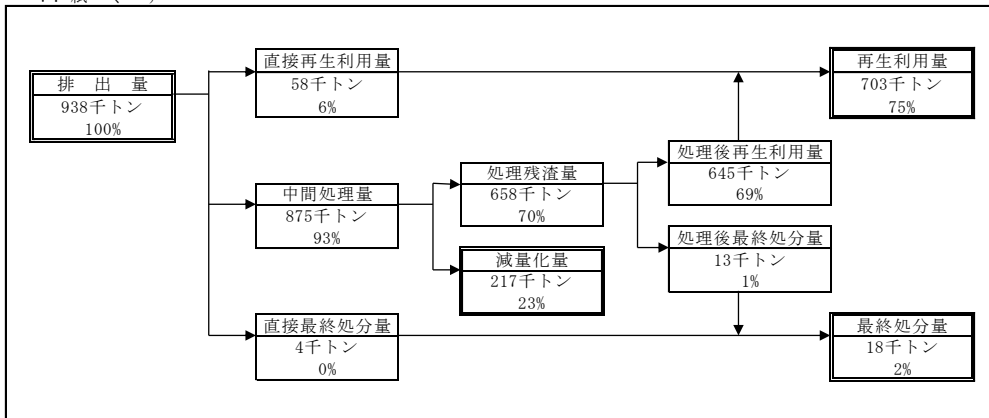 排 出 量
938千トン
100%
直接再生利用量
58千トン
6%
中間処理量
875千トン
93%
直接最終処分量
4千トン
0%
処理残渣量
658千トン
70%
減量化量
217千トン
23%
処理後再生利用量
645千トン
69%
処理後最終処分量
13千トン
1%
再生利用量
703千トン
75%
最終処分量
18千トン
2%